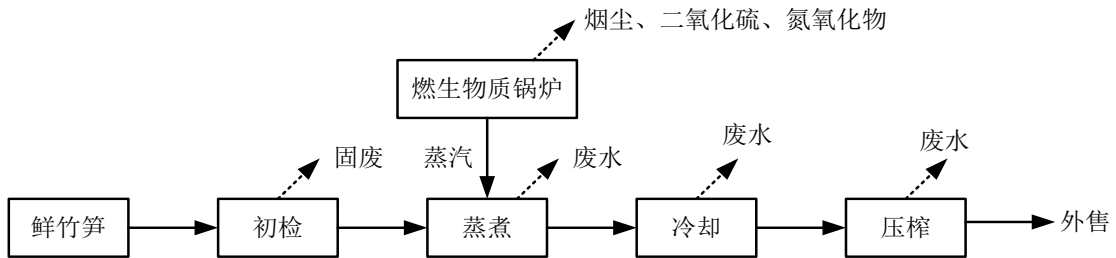 烟尘、二氧化硫、氮氧化物
燃生物质锅炉
固废
蒸汽
废水
废水
废水
鲜竹笋
初检
蒸煮
冷却
压榨
外售